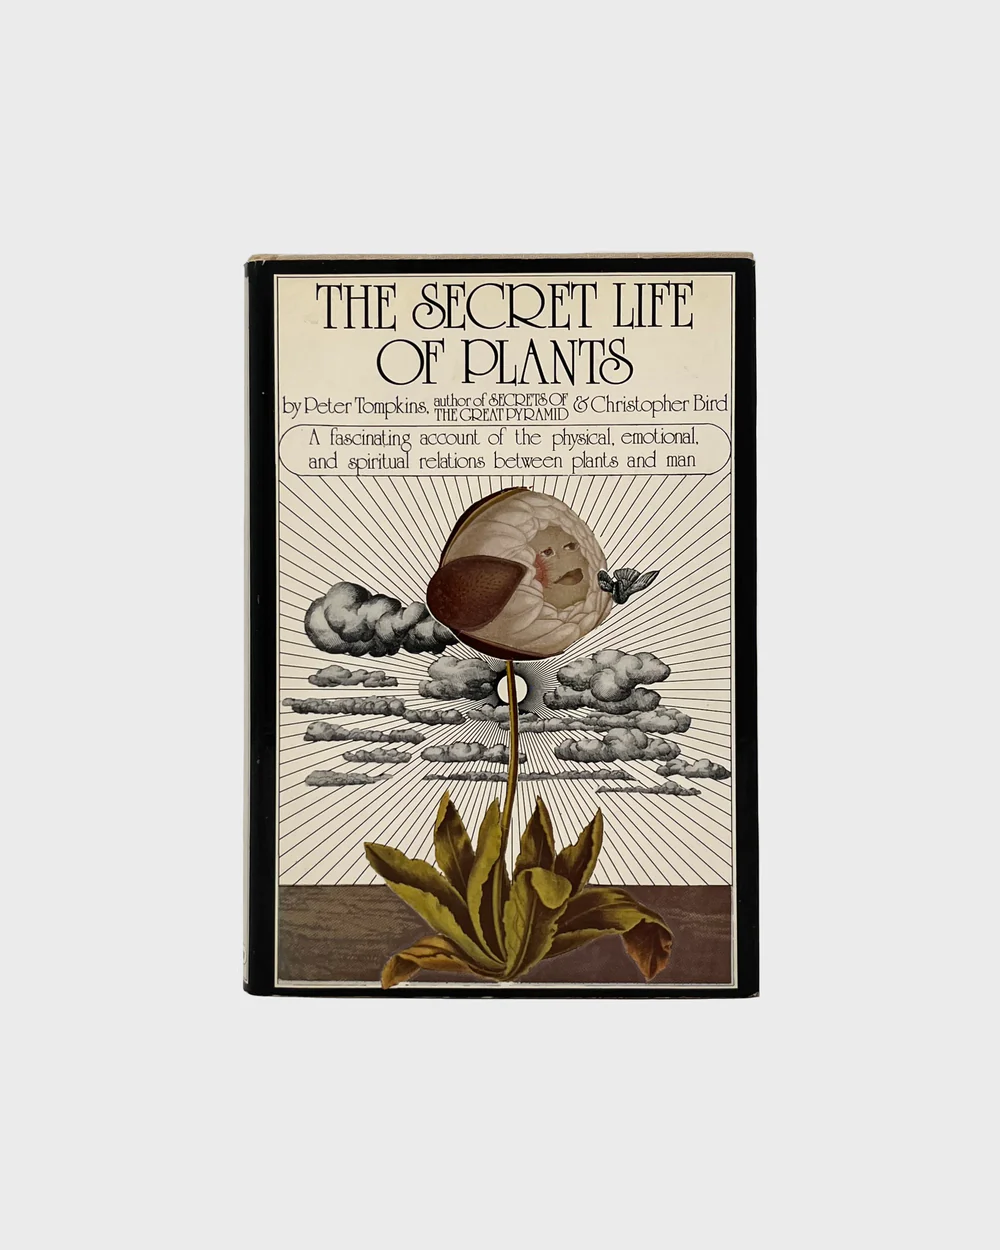 THE SECRET LIFE
OF PLANTS
by Peter Tompkins, author of SECRETS OF THE GREAT PYRAMID & Christopher Bird
A fascinating account of the physical, emotional,
and spiritual relations between plants and man